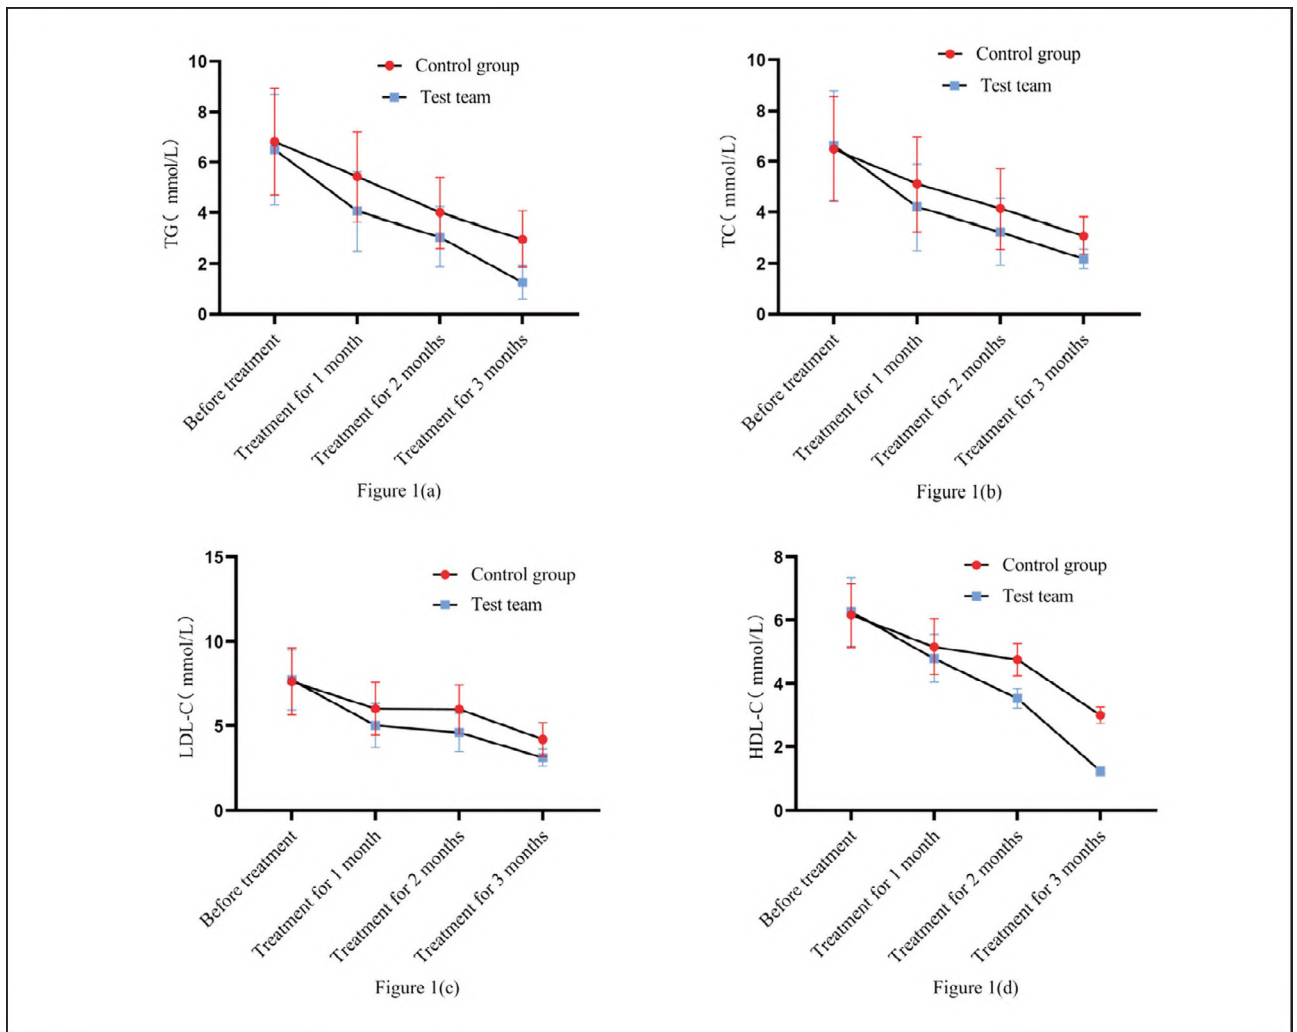 Control group
Test team
10
8
6
4
2
0
TG( mmol/L)
Before treatment
Treatment for 1 month
Treatment for 2 months
Treatment for 3 months
Figure 1(a)
Control group
Test team
10
8
6
4
2
0
TC( mmol/L)
Before treatment
Treatment for 1 month
Treatment for 2 months
Treatment for 3 months
Figure 1(b)
Control group
Test team
15
10
5
0
LDL-C( mmol/L)
Before treatment
Treatment for 1 month
Treatment for 2 months
Treatment for 3 months
Figure 1(c)
Control group
Test team
8
6
4
2
0
HDL-C( mmol/L)
Before treatment
Treatment for 1 month
Treatment for 2 months
Treatment for 3 months
Figure 1(d)